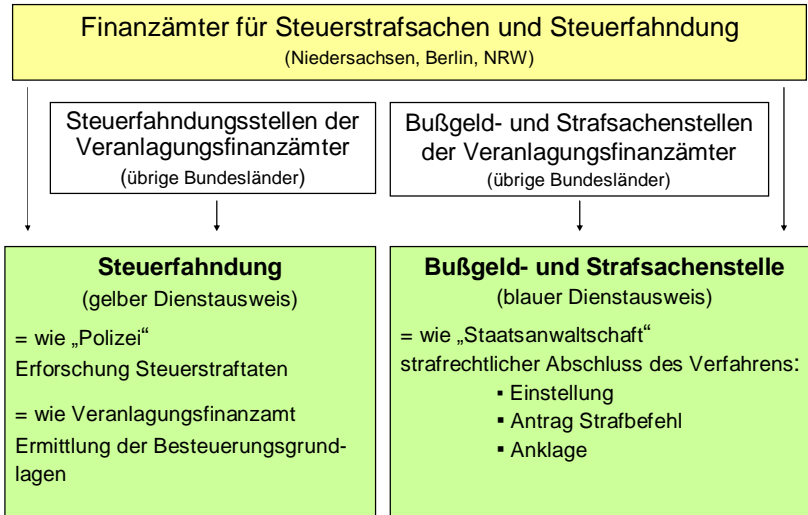 Finanzämter für Steuerstrafsachen und Steuerfahndung
(Niedersachsen, Berlin, NRW)
Steuerfahndungsstellen der
Veranlagungsfinanzämter
(übrige Bundesländer)
Bußgeld- und Strafsachenstellen
der Veranlagungsfinanzämter
(übrige Bundesländer)
Steuerfahndung
(gelber Dienstausweis)
= wie „Polizei“
Erforschung Steuerstraftaten
= wie Veranlagungsfinanzamt
Ermittlung der Besteuerungsgrund-
lagen
Bußgeld- und Strafsachenstelle
(blauer Dienstausweis)
= wie „Staatsanwaltschaft“
strafrechtlicher Abschluss des Verfahrens:
▪ Einstellung
▪ Antrag Strafbefehl
▪ Anklage